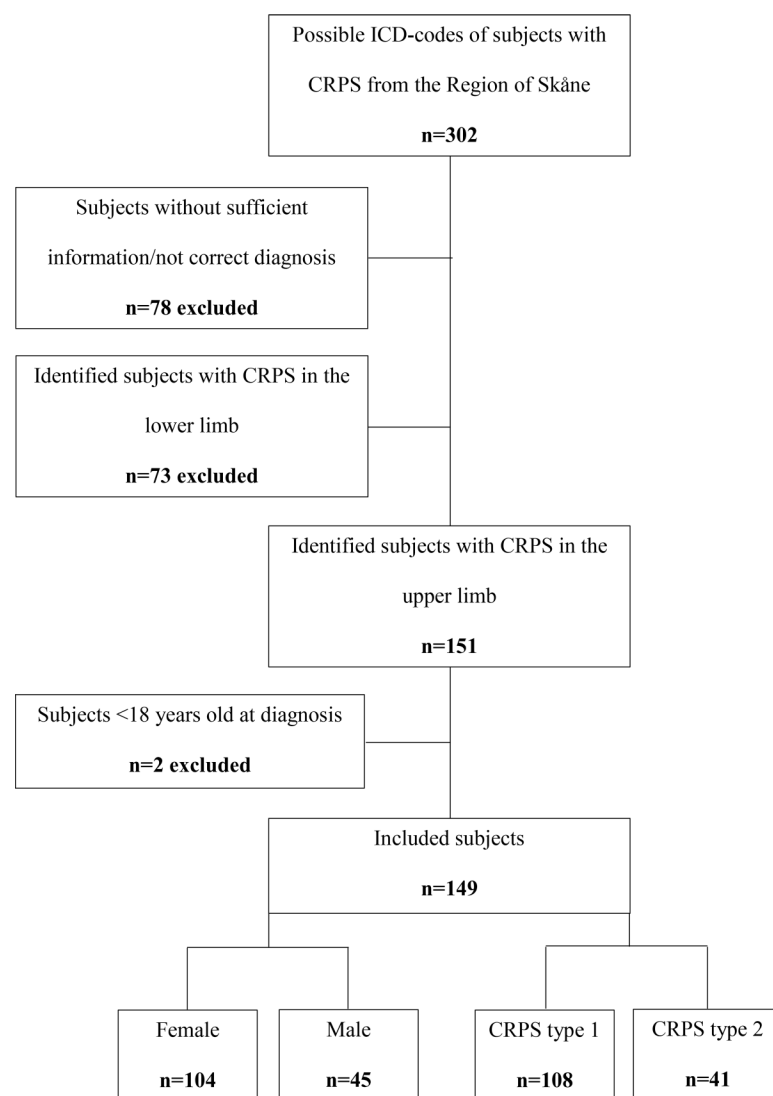 Possible ICD-codes of subjects with
CRPS from the Region of Skåne
n=302
Subjects without sufficient
information/not correct diagnosis
n=78 excluded
Identified subjects with CRPS in the
lower limb
n=73 excluded
Identified subjects with CRPS in the
upper limb
n=151
Subjects <18 years old at diagnosis
n=2 excluded
Included subjects
n=149
Female
n=104
Male
n=45
CRPS type 1
n=108
CRPS type 2
n=41